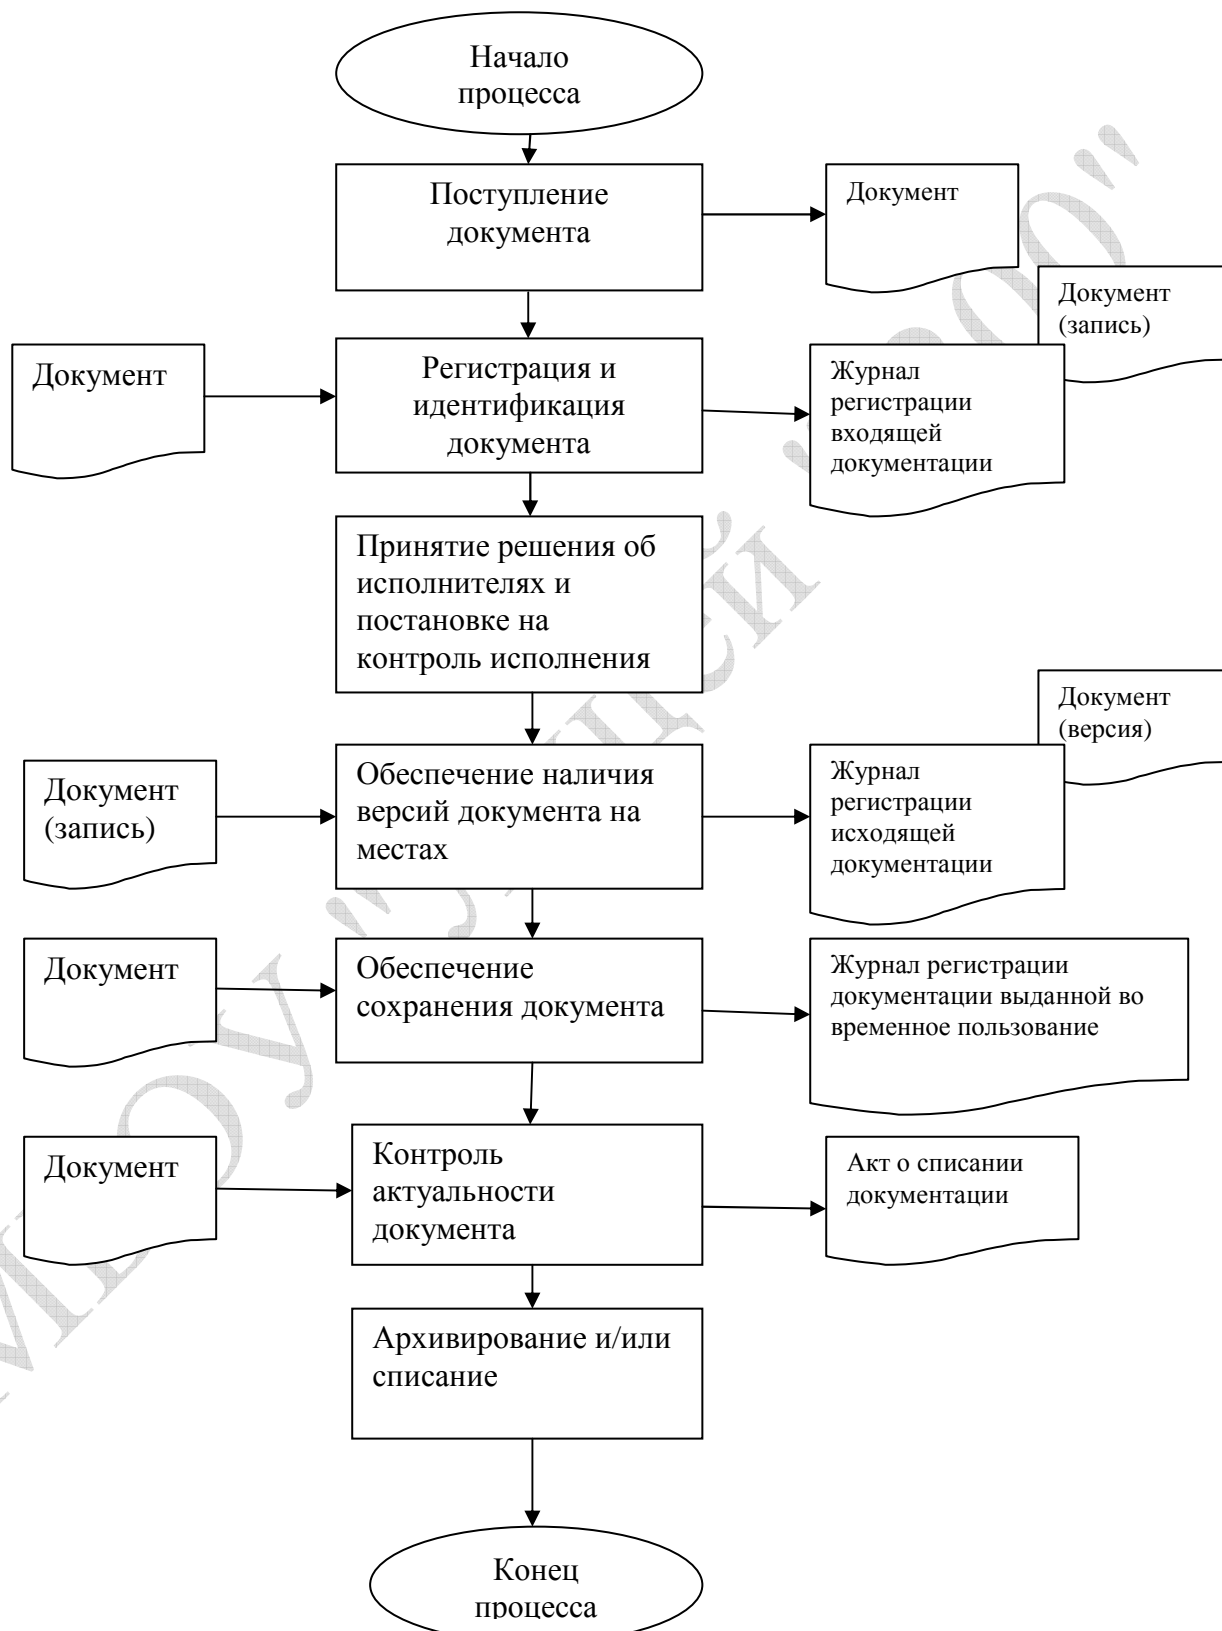 Начало
процесса
Поступление
документа
Документ
Документ
(запись)
Документ
Регистрация и
идентификация
документа
Журнал
регистрации
входящей
документации
Принятие решения об
исполнителях и
постановке на
контроль исполнения
Документ
(версия)
Документ
(запись)
Обеспечение наличия
версий документа на
местах
Журнал
регистрации
исходящей
документации
Документ
Обеспечение
сохранения документа
Журнал регистрации
документации выданной во
временное пользование
Документ
Контроль
актуальности
документа
Акт о списании
документации
Архивирование и/или
списание
Конец
процесса